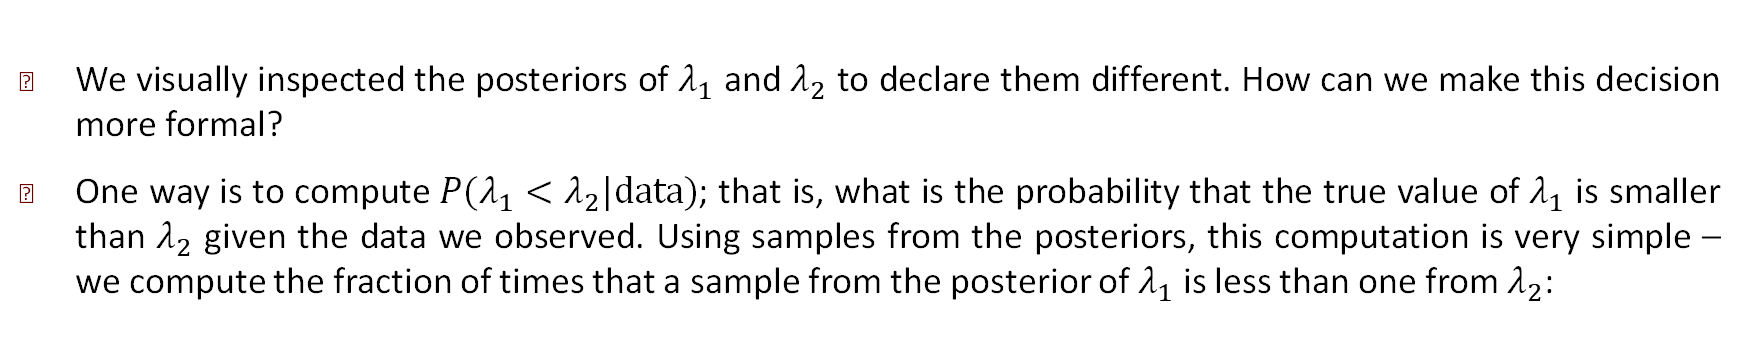 We visually inspected the posteriors of λ₁ and λ₂ to declare them different. How can we make this decision
more formal?
One way is to compute P(λ₁ < λ₂|data); that is, what is the probability that the true value of λ₁ is smaller
than λ₂ given the data we observed. Using samples from the posteriors, this computation is very simple –
we compute the fraction of times that a sample from the posterior of λ₁ is less than one from λ₂: